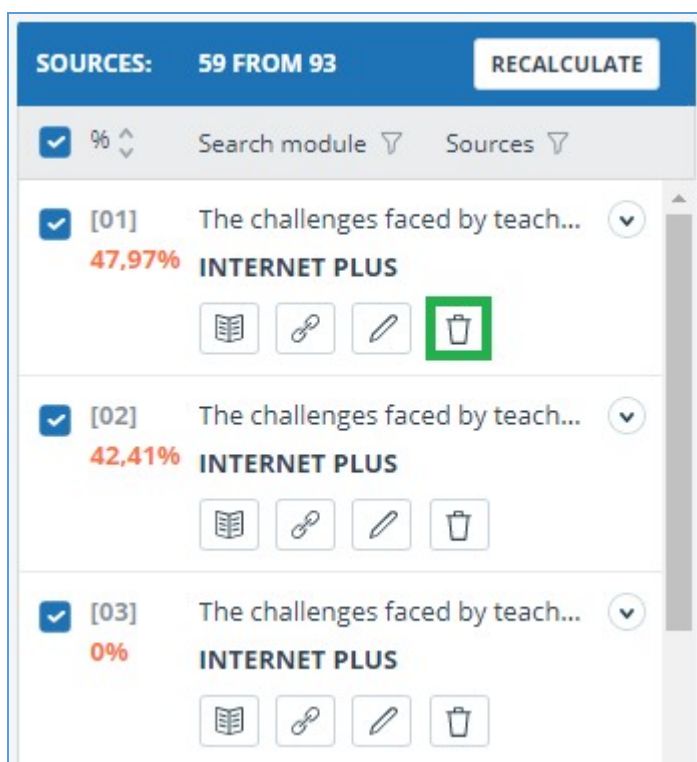 SOURCES: 59 FROM 93 RECALCULATE
% Search module Sources
[01] The challenges faced by teach...
47,97% INTERNET PLUS
[02] The challenges faced by teach...
42,41% INTERNET PLUS
[03] The challenges faced by teach...
0% INTERNET PLUS